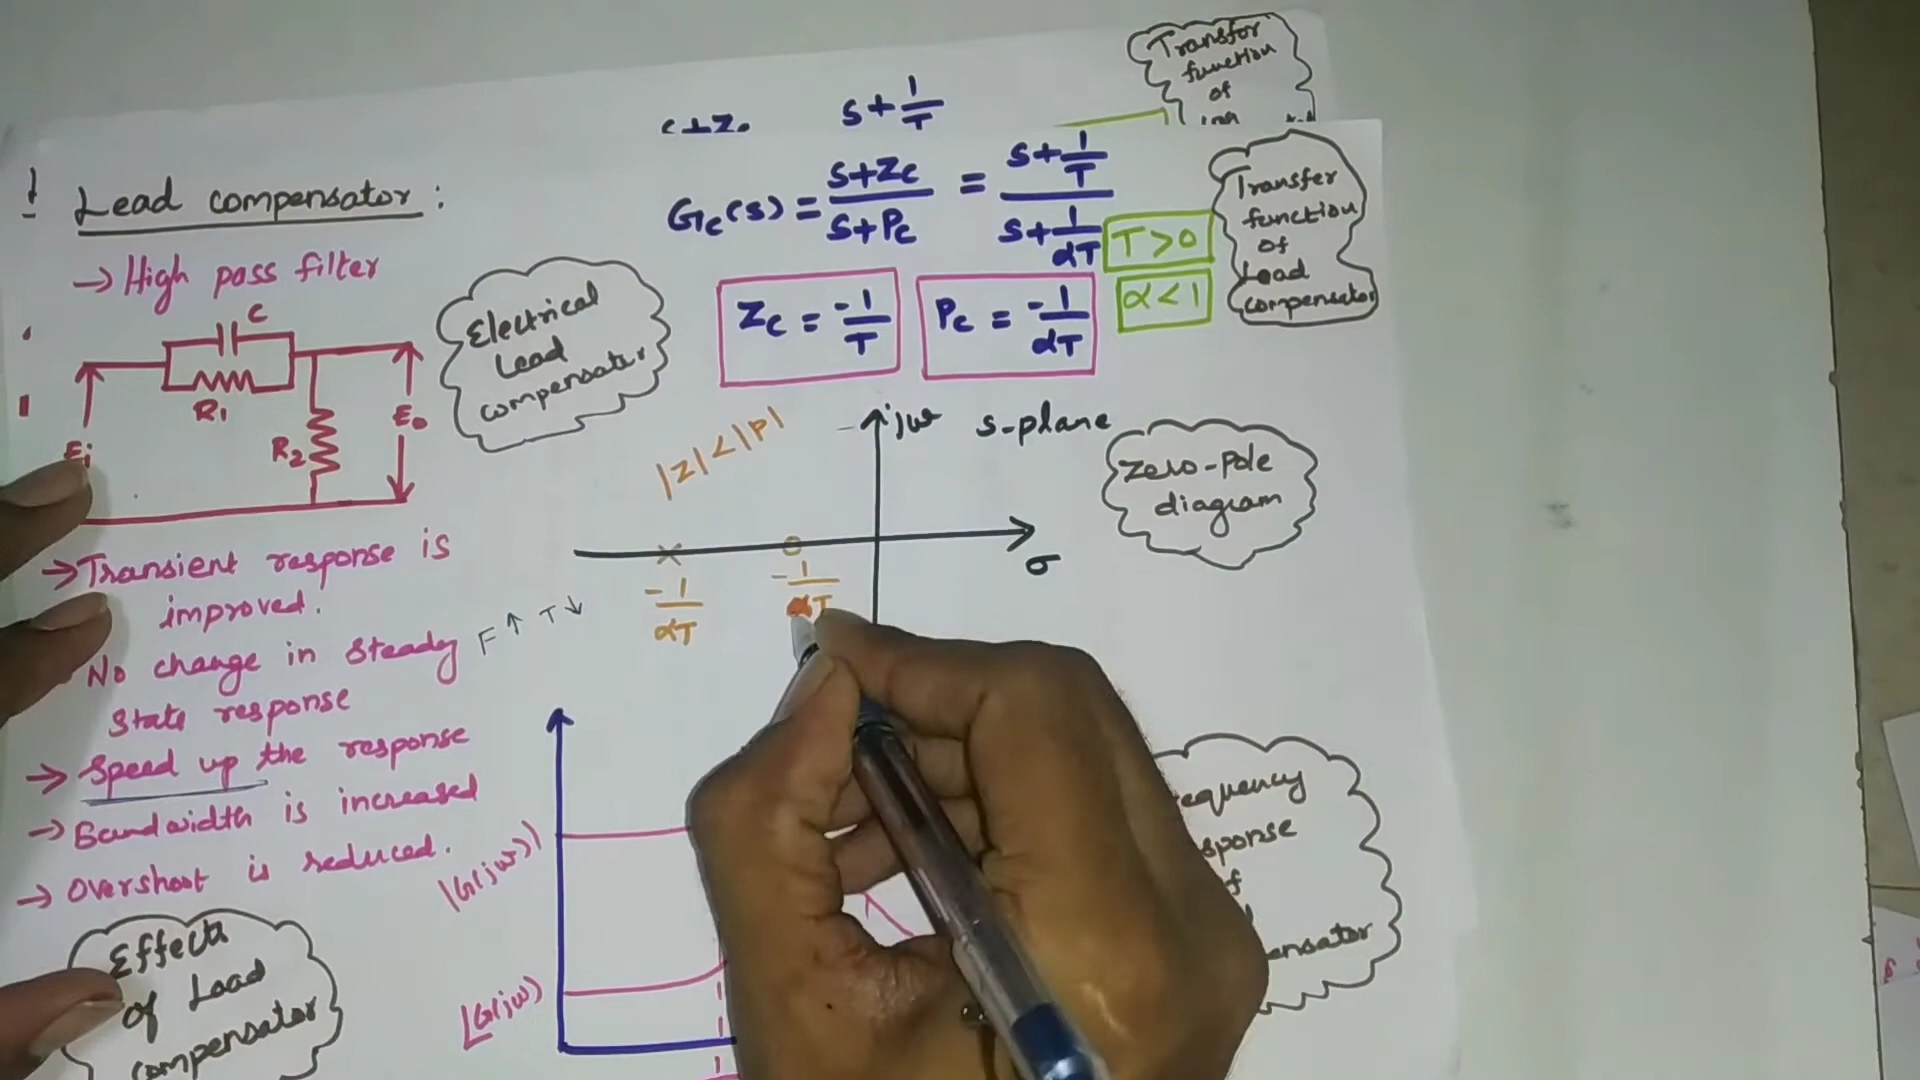 Transfor
function
of
S+1/T
Lead compensator :
→ High pass filter
C
R₁
Ei
R₂
Eo
Electrical
Lead
compensator
Gc(s) = S+Zc/S+Pc = S+1/T/S+1/αT
T>0
α<1
Transfer
function
of
Lead
compensator
Zc = -1/T
Pc = -1/αT
|Z|<|P|
jω
s-plane
σ
Zero-Pole
diagram
-1/αT
-1/αT
→ Transient response is
improved.
No change in steady
State response
F↑ T↓
→ Speed up the response
→ Bandwidth is increased
→ Overshoot is reduced.
Effects
of Lead
compensator
|G(jω)|
∠G(jω)